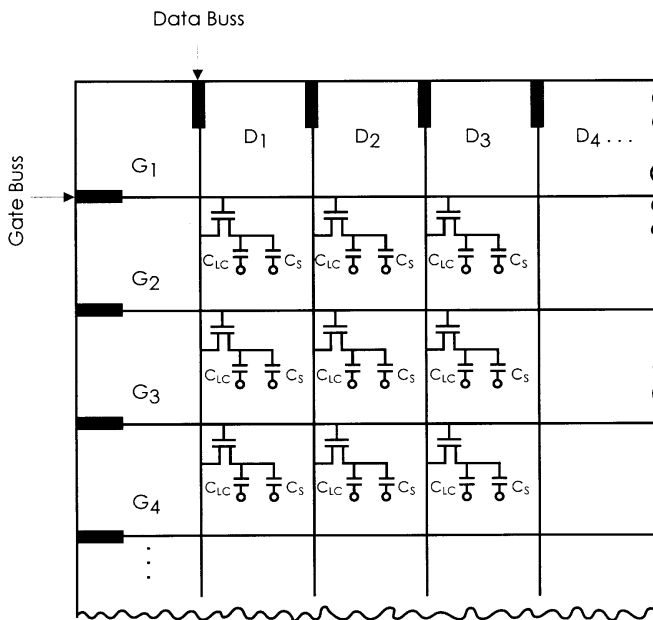 Data Buss
D1 D2 D3 D4 . . .
G1
Gate Buss
CLC CS CLC CS CLC CS
G2
CLC CS CLC CS CLC CS
G3
CLC CS CLC CS CLC CS
G4